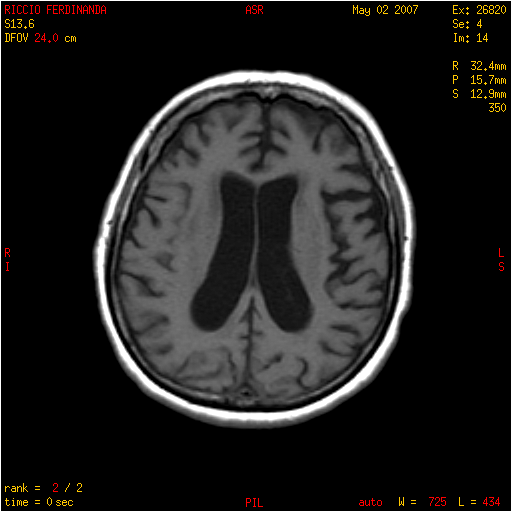 RICCIO FERDINANDA
ASR
May 02 2007
Ex: 26820
S13.6
Se: 4
DFOV 24.0 cm
Im: 14
R 32.4mm
P 15.7mm
S 12.9mm
350
R
L
I
S
rank = 2 / 2
time = 0 sec
PIL
auto W = 725 L = 434